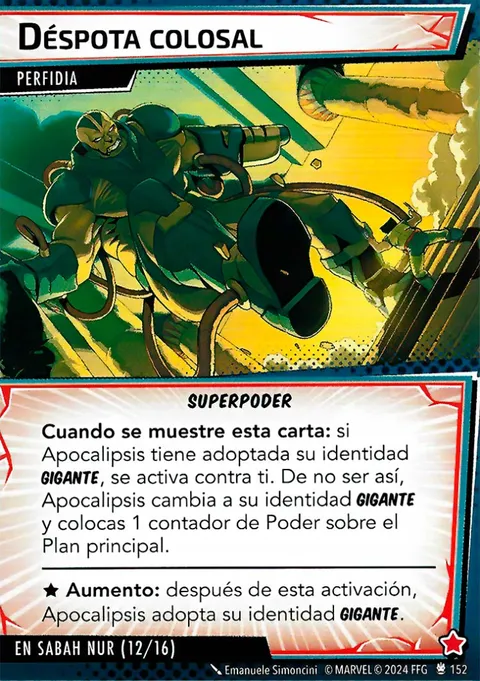 DÉSPOTA COLOSAL
PERFIDIA
SUPERPODER
Cuando se muestre esta carta: si
Apocalipsis tiene adoptada su identidad
GIGANTE, se activa contra ti. De no ser así,
Apocalipsis cambia a su identidad GIGANTE
y colocas 1 contador de Poder sobre el
Plan principal.
★ Aumento: después de esta activación,
Apocalipsis adopta su identidad GIGANTE.
EN SABAH NUR (12/16)
Emanuele Simoncini © MARVEL © 2024 FFG 152